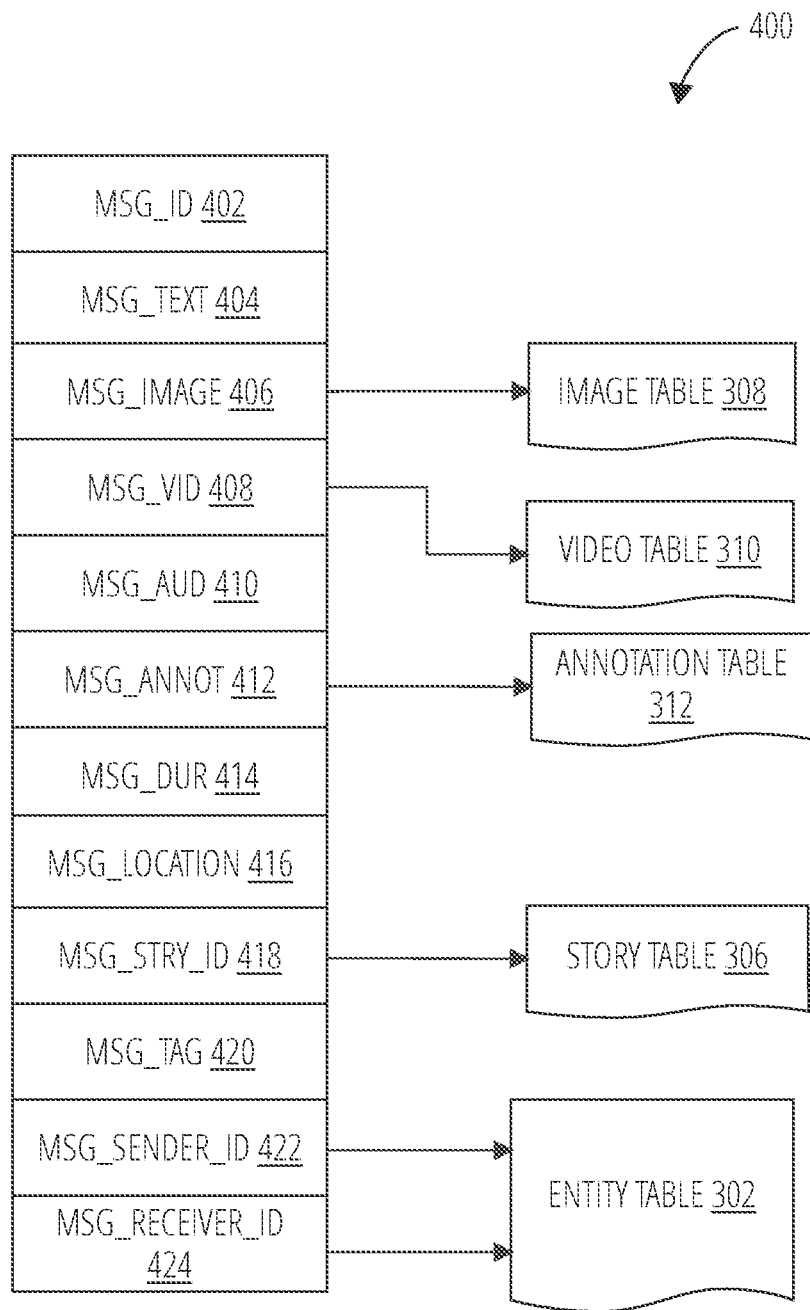 400
MSG_ID 402
MSG_TEXT 404
MSG_IMAGE 406
IMAGE TABLE 308
MSG_VID 408
VIDEO TABLE 310
MSG_AUD 410
MSG_ANNOT 412
ANNOTATION TABLE
312
MSG_DUR 414
MSG_LOCATION 416
MSG_STRY_ID 418
STORY TABLE 306
MSG_TAG 420
MSG_SENDER_ID 422
ENTITY TABLE 302
MSG_RECEIVER_ID
424